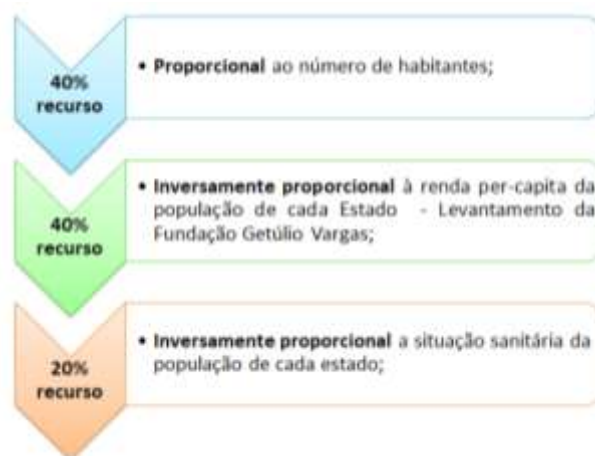 40%
recurso
• Proporcional ao número de habitantes;
40%
recurso
• Inversamente proporcional à renda per-capita da
população de cada Estado - Levantamento da
Fundação Getúlio Vargas;
20%
recurso
• Inversamente proporcional a situação sanitária da
população de cada estado;